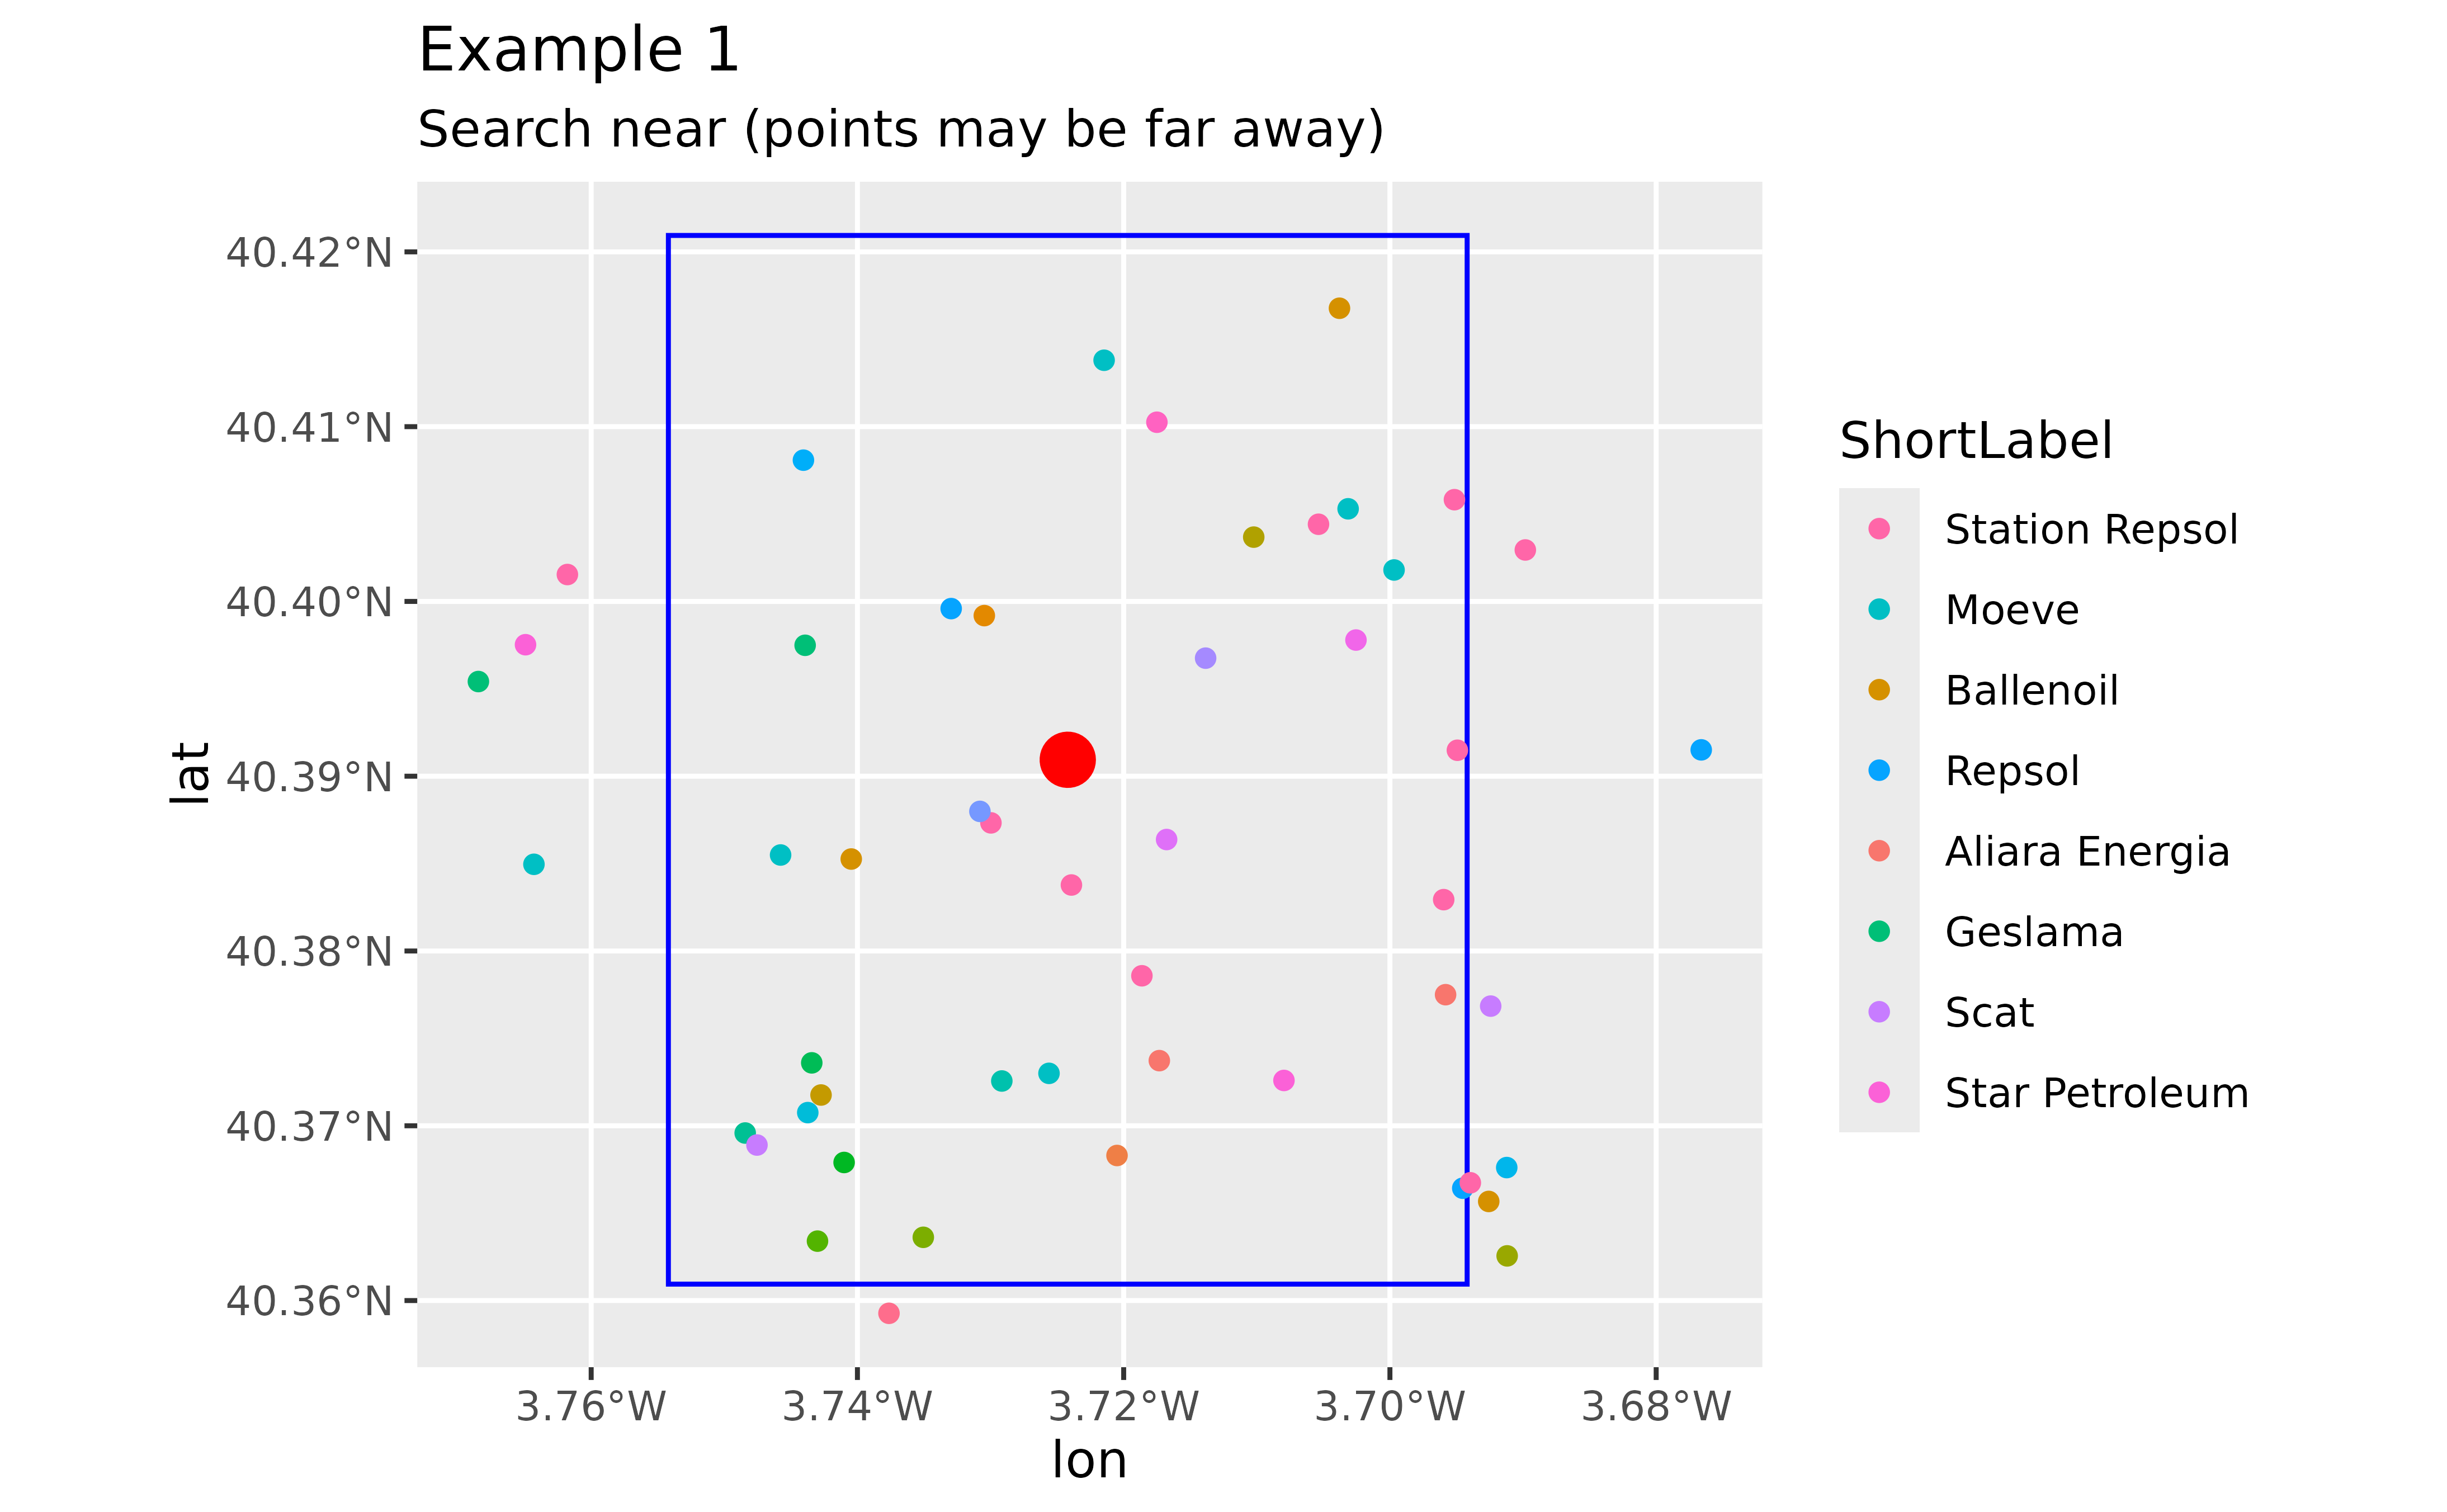 Example 1
Search near (points may be far away)
40.42°N
40.41°N
40.40°N
40.39°N
40.38°N
40.37°N
40.36°N
lat
3.76°W
3.74°W
3.72°W
3.70°W
3.68°W
lon
ShortLabel
Station Repsol
Moeve
Ballenoil
Repsol
Aliara Energia
Geslama
Scat
Star Petroleum